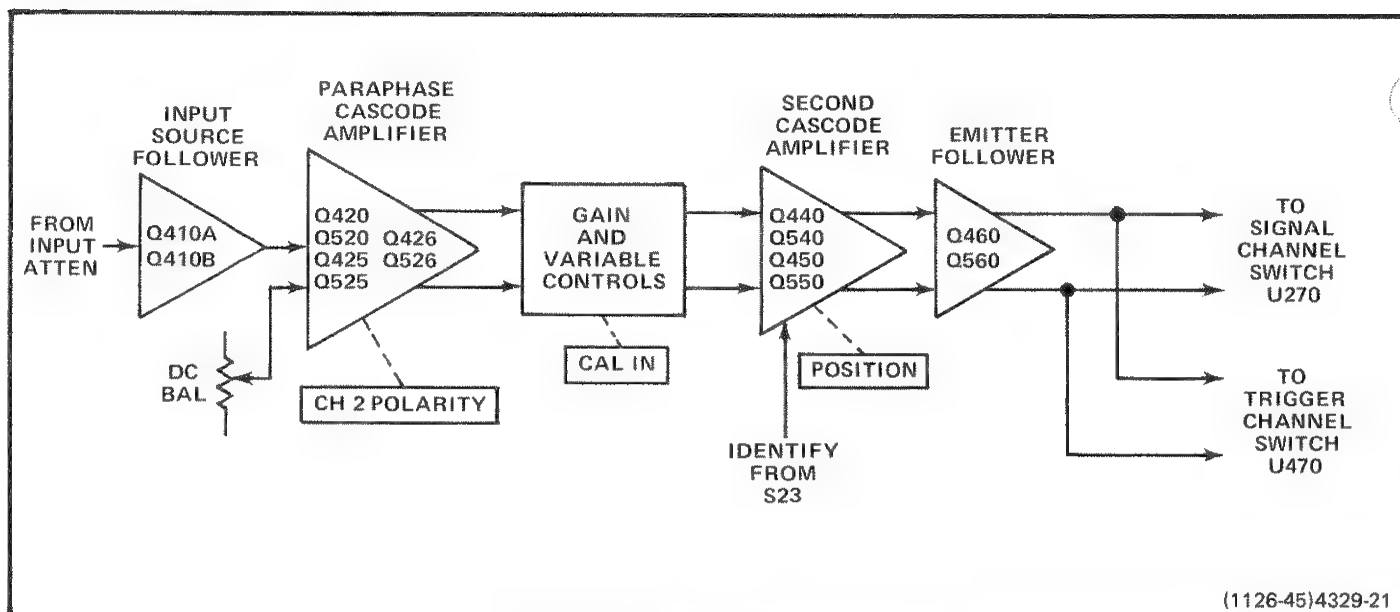 INPUT
SOURCE
FOLLOWER
PARAPHASE
CASCODE
AMPLIFIER
SECOND
CASCODE
AMPLIFIER
EMITTER
FOLLOWER
FROM
INPUT
ATTEN
Q410A
Q410B
Q420
Q520 Q426
Q425 Q526
Q525
GAIN
AND
VARIABLE
CONTROLS
Q440
Q540
Q450
Q550
Q460
Q560
TO
SIGNAL
CHANNEL
SWITCH
U270
DC
BAL
CH 2 POLARITY
CAL IN
POSITION
IDENTIFY
FROM
S23
TO
TRIGGER
CHANNEL
SWITCH
U470
(1126-45)4329-21